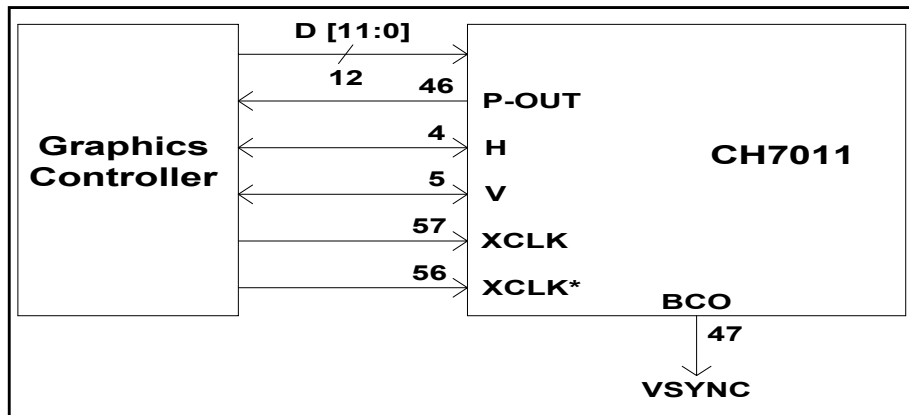 D [11:0]
12
46
P-OUT
4
H
Graphics
Controller
CH7011
5
V
57
XCLK
56
XCLK*
BCO
47
VSYNC